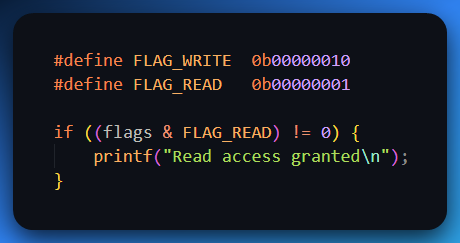 #define FLAG_WRITE  0b00000010
#define FLAG_READ   0b00000001

if ((flags & FLAG_READ) != 0) {
    printf("Read access granted\n");
}